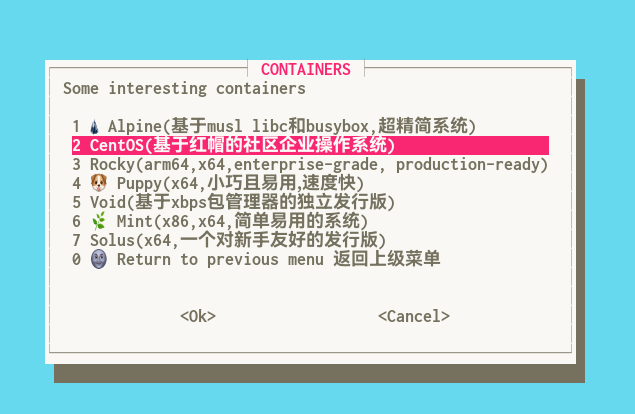 CONTAINERS
Some interesting containers
1 Alpine(基于musl libc和busybox,超精简系统)
2 CentOS(基于红帽的社区企业操作系统)
3 Rocky(arm64,x64,enterprise-grade, production-ready)
4 🐶 Puppy(x64,小巧且易用,速度快)
5 Void(基于xbps包管理器的独立发行版)
6 🌿 Mint(x86,x64,简单易用的系统)
7 Solus(x64,一个对新手友好的发行版)
0 🌚 Return to previous menu 返回上级菜单
<Ok> <Cancel>